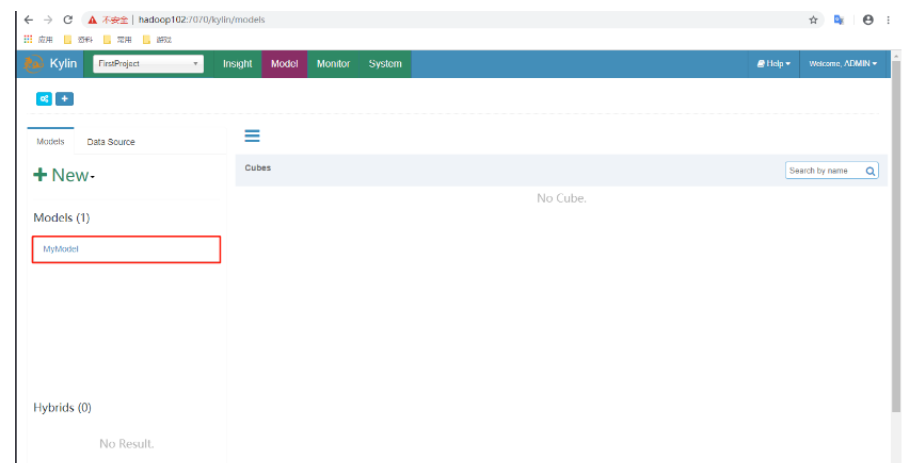 不安全 | hadoop102:7070/kylin/models
应用 资料 常用 游戏
Kylin FirstProject Insight Model Monitor System Help Welcome, ADMIN
Models Data Source
+ New
Cubes Search by name
No Cube.
Models (1)
MyModel
Hybrids (0)
No Result.